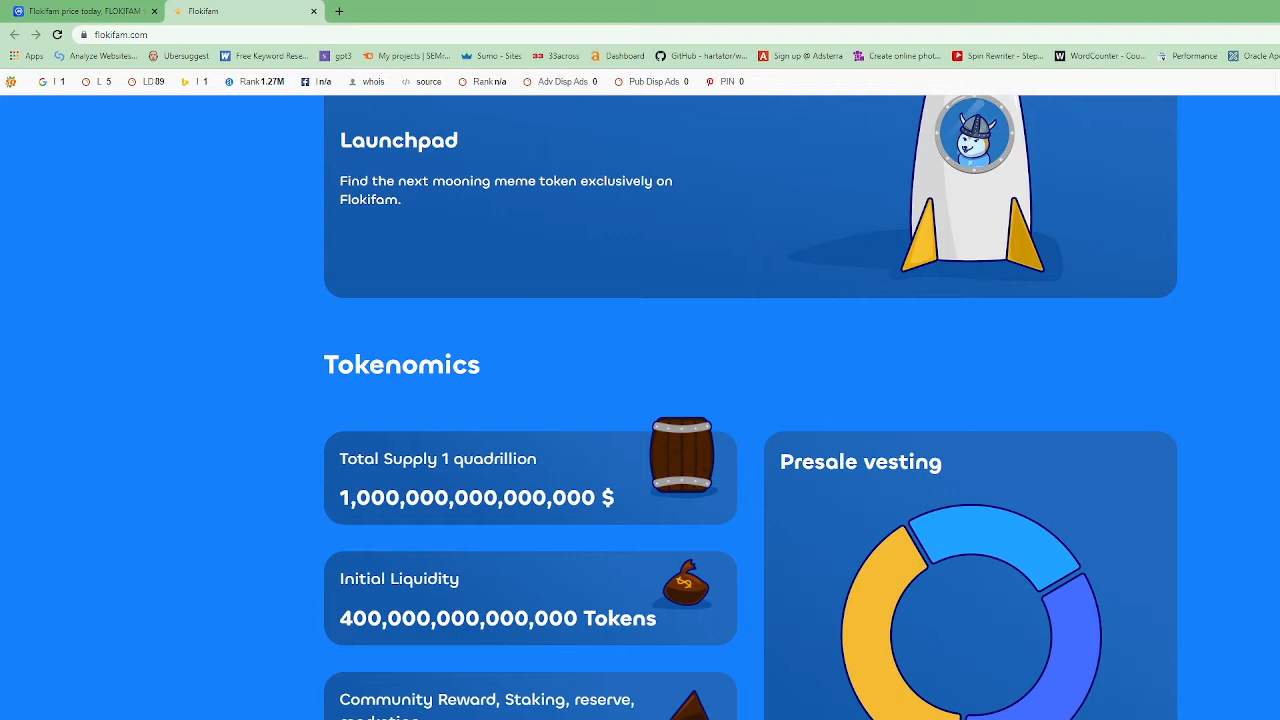 Flokifam price today, FLOKIFAM
Flokifam
flokifam.com
Apps
Analyze Websites...
Ubersuggest
Free Keyword Rese...
gpt3
My projects | SEMr...
Sumo - Sites
33 33across
Dashboard
GitHub - hartator/w...
Sign up @ Adsterra
Create online phot...
Spin Rewriter - Step...
WordCounter - Cou...
Performance
Oracle Ap
I 1
L 5
LD 89
I 1
Rank 1.27M
I n/a
whois
source
Rank n/a
Adv Disp Ads 0
Pub Disp Ads 0
PIN 0
Launchpad
Find the next mooning meme token exclusively on
Flokifam.
Tokenomics
Total Supply 1 quadrillion
1,000,000,000,000,000 $
Initial Liquidity
400,000,000,000,000 Tokens
Community Reward, Staking, reserve,
Presale vesting